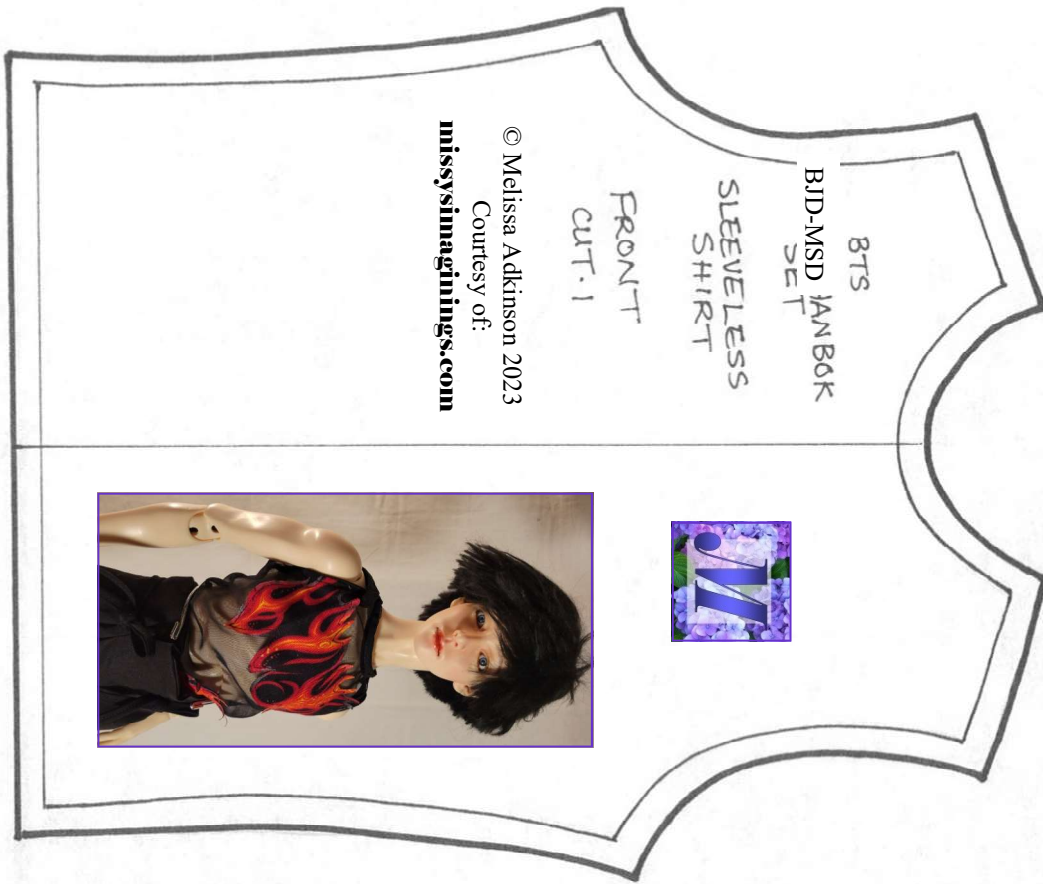 BTS
BJD-MSD HANBOK
SET
SLEEVELESS
SHIRT
FRONT
CUT·1
© Melissa Adkinson 2023
Courtesy of:
missysimaginings.com
M